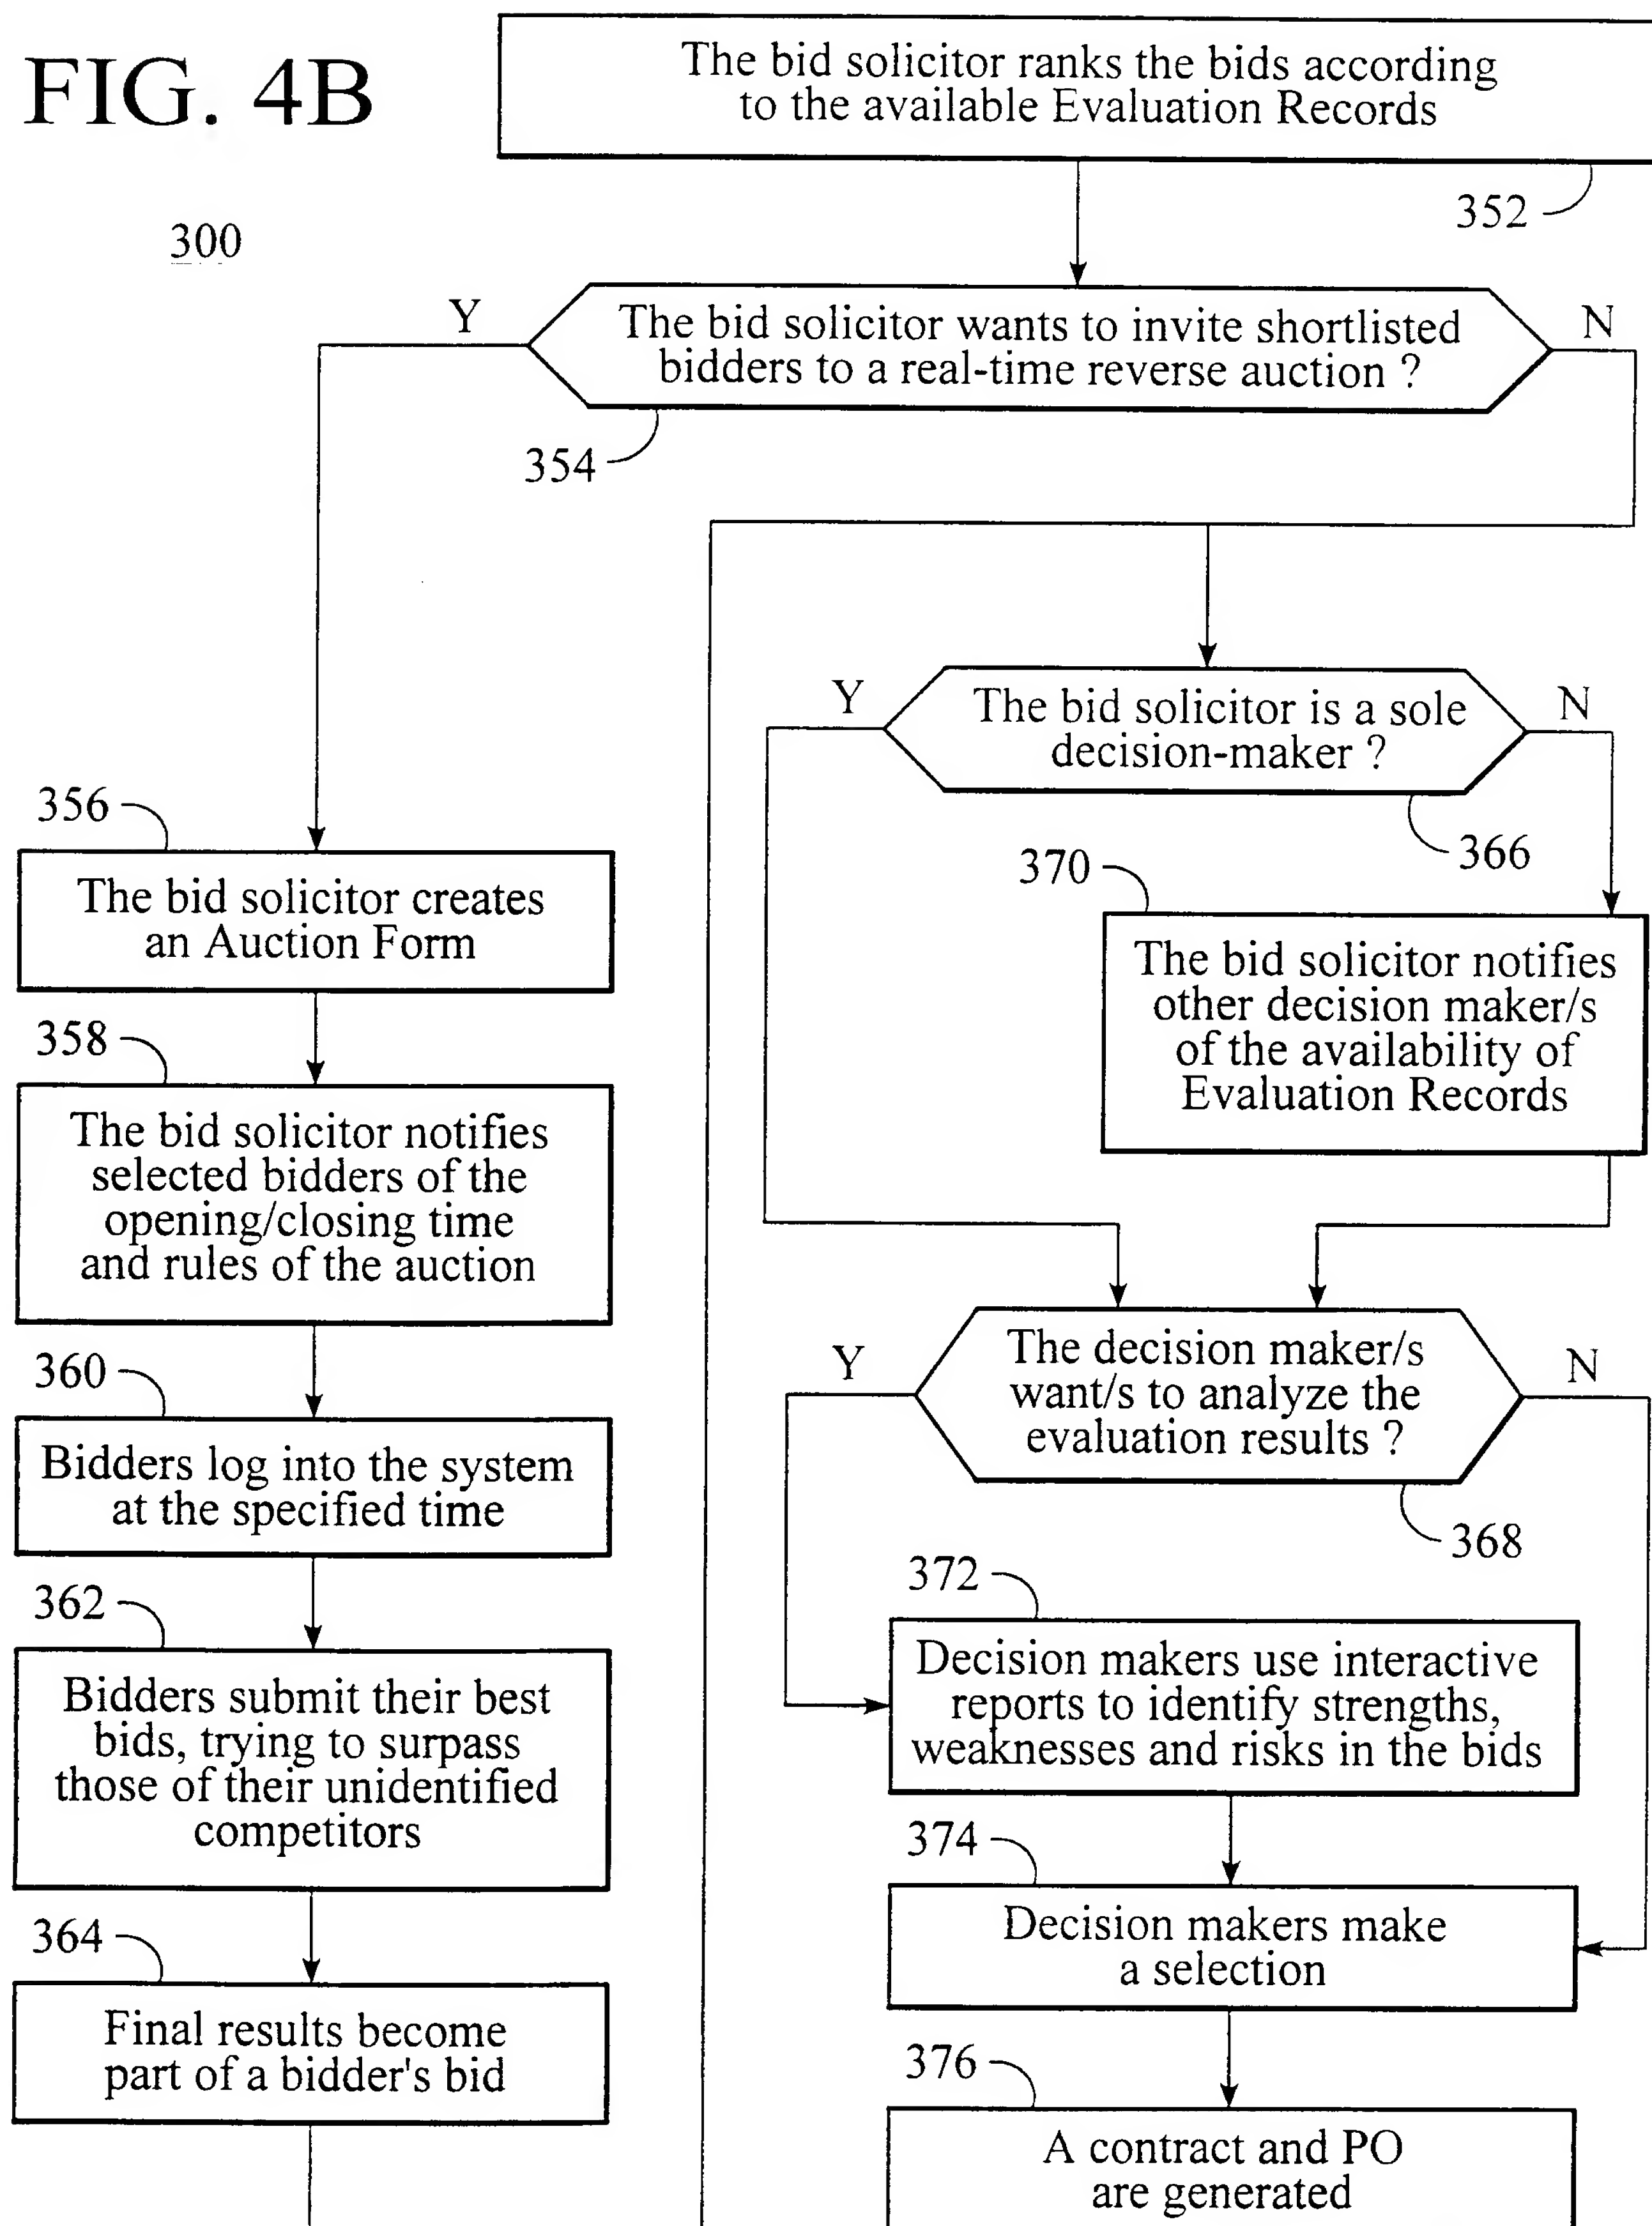 FIG. 4B
The bid solicitor ranks the bids according
to the available Evaluation Records
352
300
Y
The bid solicitor wants to invite shortlisted
bidders to a real-time reverse auction ?
N
354
Y
The bid solicitor is a sole
decision-maker ?
N
366
356
The bid solicitor creates
an Auction Form
370
The bid solicitor notifies
other decision maker/s
of the availability of
Evaluation Records
358
The bid solicitor notifies
selected bidders of the
opening/closing time
and rules of the auction
Y
The decision maker/s
want/s to analyze the
evaluation results ?
N
368
360
Bidders log into the system
at the specified time
362
Bidders submit their best
bids, trying to surpass
those of their unidentified
competitors
372
Decision makers use interactive
reports to identify strengths,
weaknesses and risks in the bids
374
Decision makers make
a selection
364
Final results become
part of a bidder's bid
376
A contract and PO
are generated